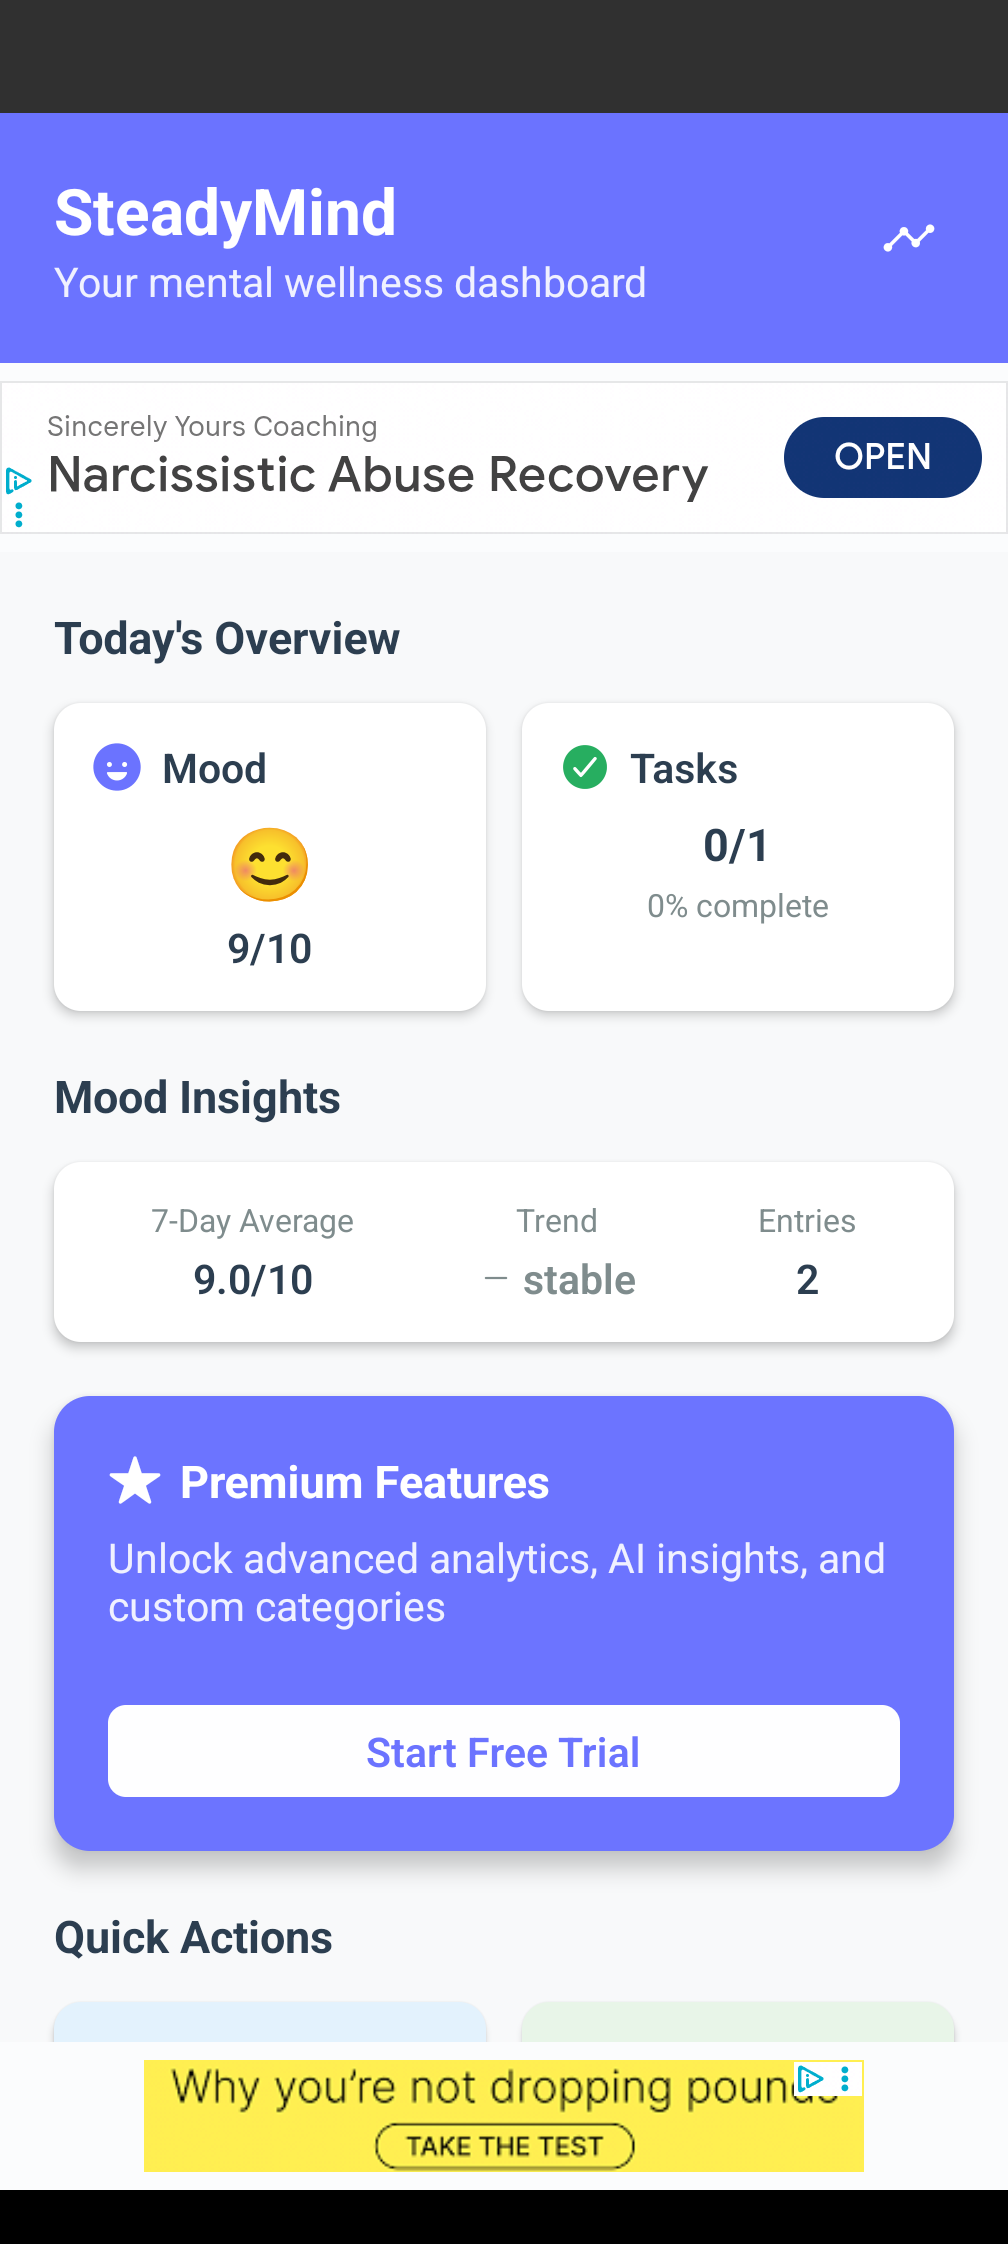 SteadyMind
Your mental wellness dashboard
Sincerely Yours Coaching
Narcissistic Abuse Recovery
OPEN
Today's Overview
Mood
9/10
Tasks
0/1
0% complete
Mood Insights
7-Day Average
9.0/10
Trend
— stable
Entries
2
Premium Features
Unlock advanced analytics, AI insights, and
custom categories
Start Free Trial
Quick Actions
Why you're not dropping pounds
TAKE THE TEST